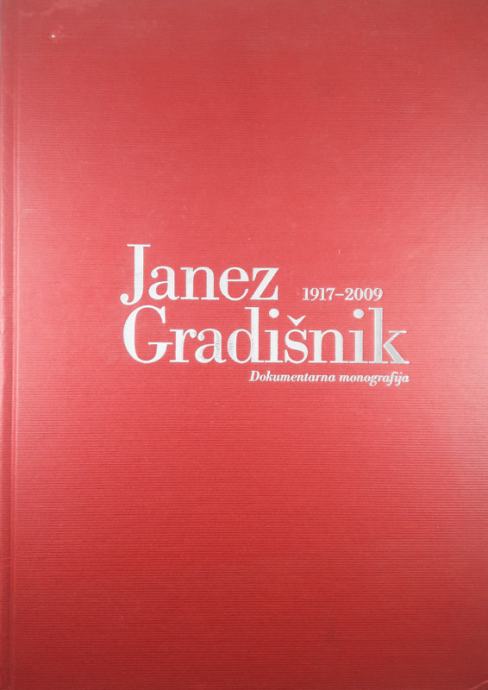 Janez 1917–2009
Gradišnik
Dokumentarna monografija